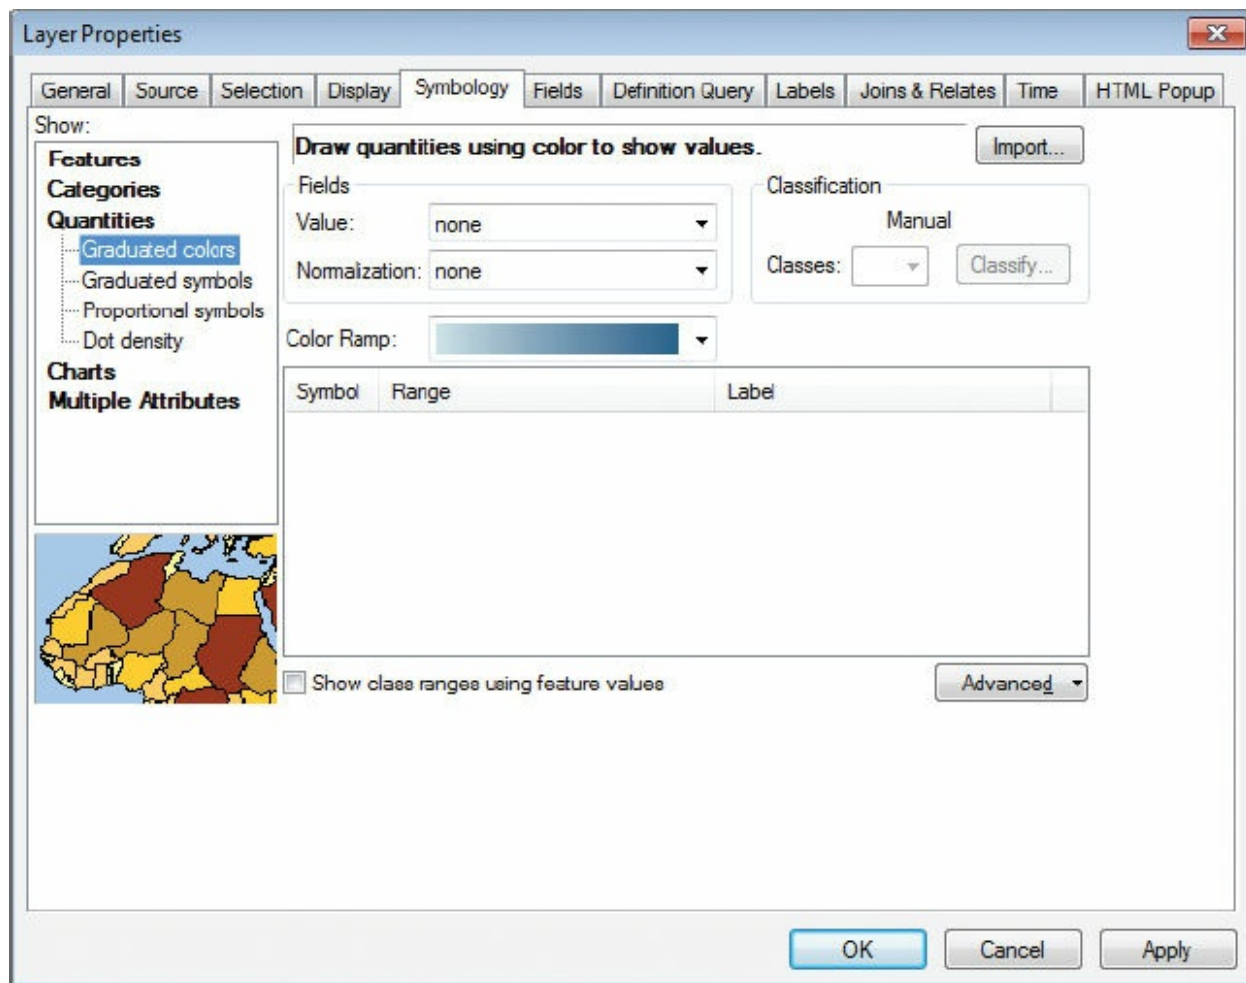 Layer Properties
General Source Selection Display Symbology Fields Definition Query Labels Joins & Relates Time HTML Popup
Show:
Features
Categories
Quantities
Graduated colors
Graduated symbols
Proportional symbols
Dot density
Charts
Multiple Attributes
Draw quantities using color to show values.
Import...
Fields
Value: none
Normalization: none
Classification
Manual
Classes: Classify...
Color Ramp:
Symbol Range Label
Show class ranges using feature values
Advanced
OK Cancel Apply